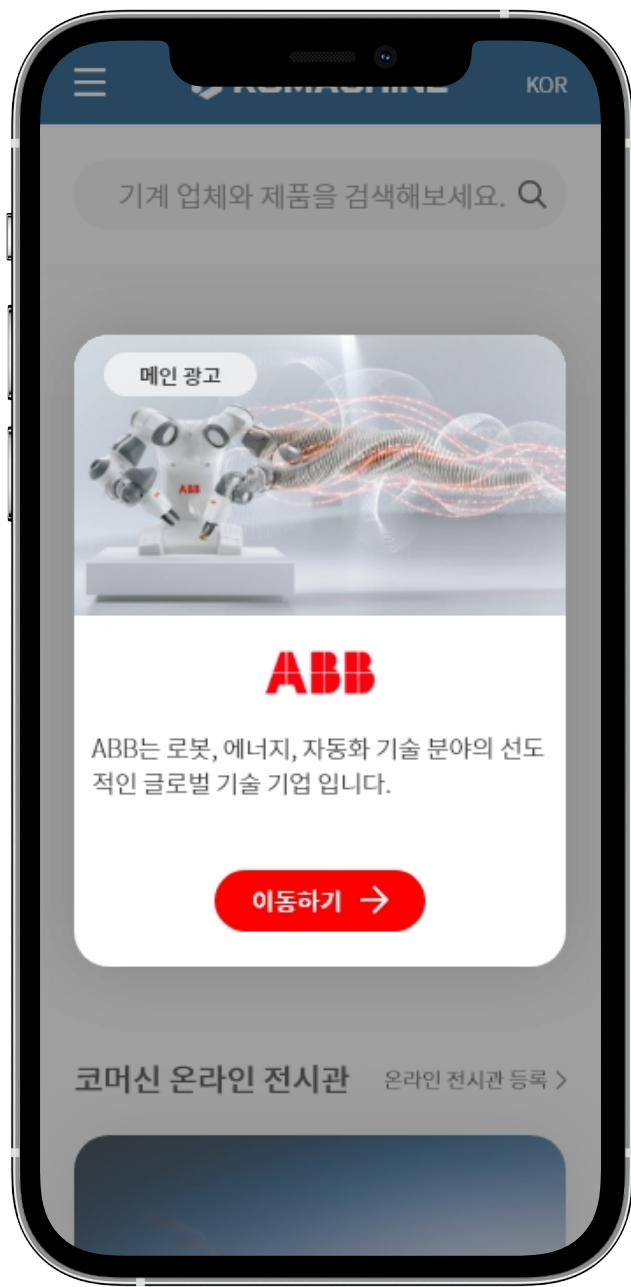 KOMACHINE
KOR
기계 업체와 제품을 검색해보세요.
메인 광고
ABB
ABB
ABB는 로봇, 에너지, 자동화 기술 분야의 선도
적인 글로벌 기술 기업 입니다.
이동하기
코머신 온라인 전시관
온라인 전시관 등록